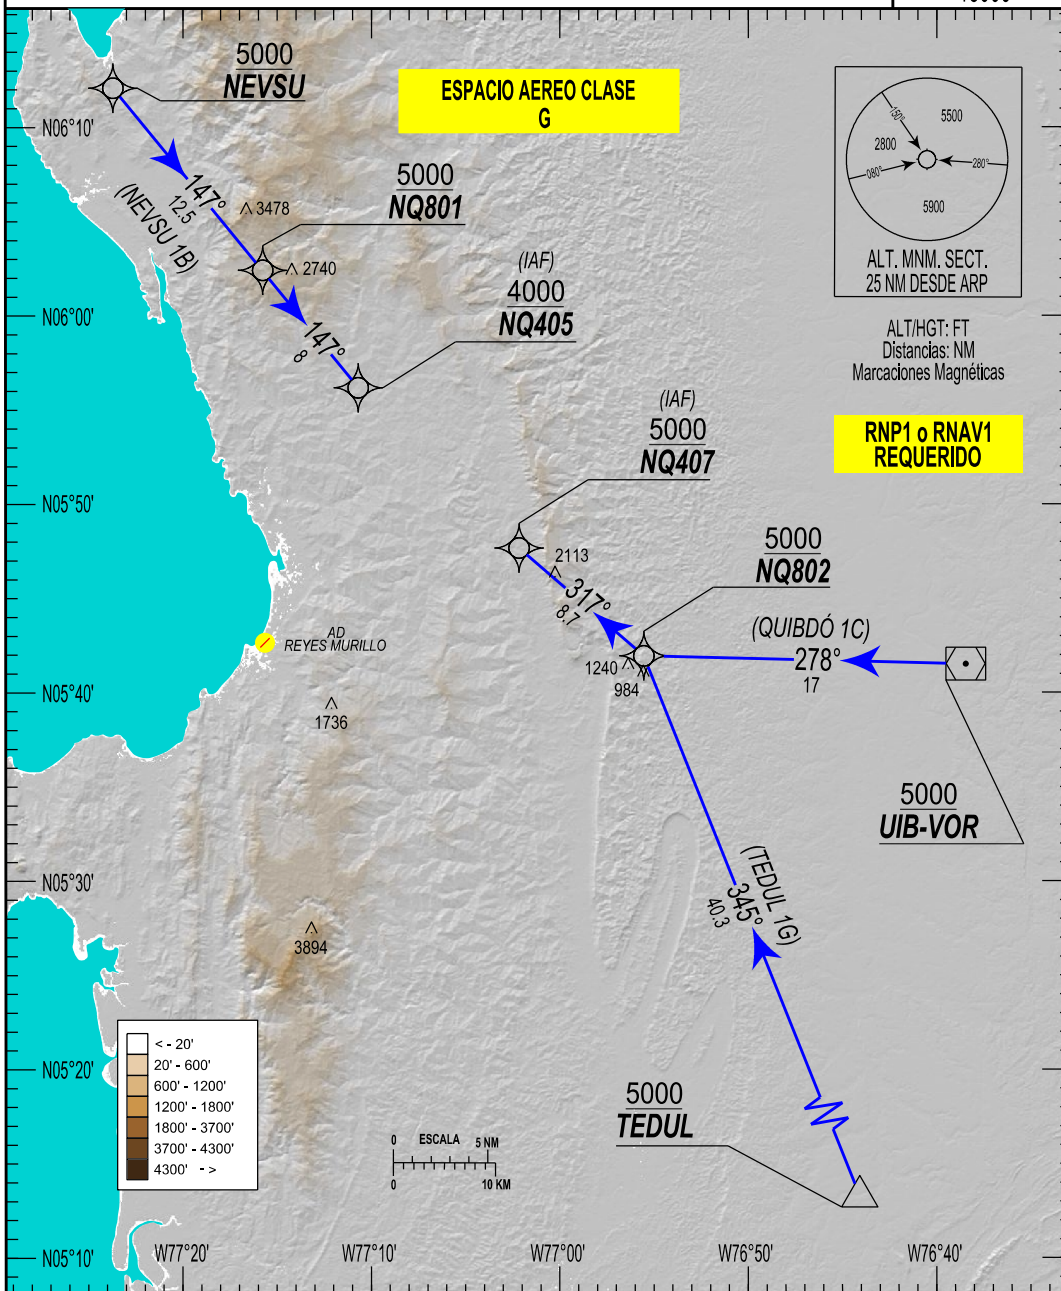 5000
NEVSU
ESPACIO AEREO CLASE
G
150°
5500
2800
080°
280°
5900
ALT. MNM. SECT.
25 NM DESDE ARP
N06°10'
147°
12.5
(NEVSU 1B)
3478
5000
NQ801
2740
(IAF)
4000
NQ405
N06°00'
147°
8
ALT/HGT: FT
Distancias: NM
Marcaciones Magnéticas
(IAF)
5000
NQ407
RNP1 o RNAV1
REQUERIDO
N05°50'
2113
317°
8.7
5000
NQ802
(QUIBDÓ 1C)
278°
17
AD
REYES MURILLO
1240
984
N05°40'
1736
5000
UIB-VOR
N05°30'
(TEDUL 1G)
345°
40.3
3894
< - 20'
20' - 600'
600' - 1200'
1200' - 1800'
1800' - 3700'
3700' - 4300'
4300' - >
N05°20'
5000
TEDUL
0 ESCALA 5 NM
0 10 KM
N05°10'
W77°20'
W77°10'
W77°00'
W76°50'
W76°40'